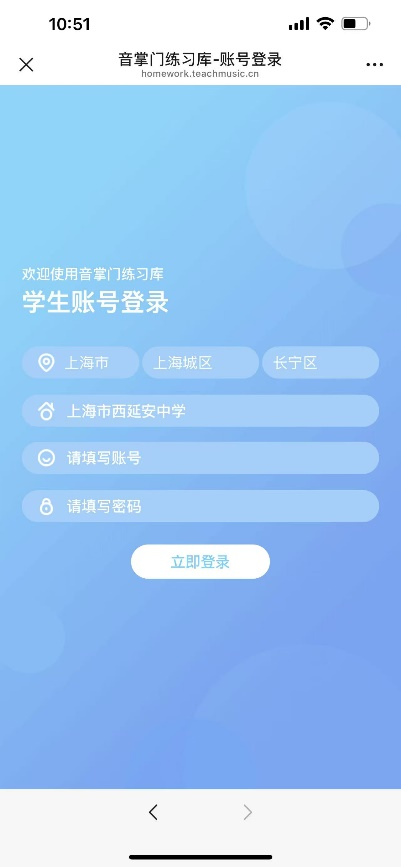 10:51
音掌门练习库-账号登录
homework.teachmusic.cn
欢迎使用音掌门练习库
学生账号登录
上海市 上海城区 长宁区
上海市西延安中学
请填写账号
请填写密码
立即登录